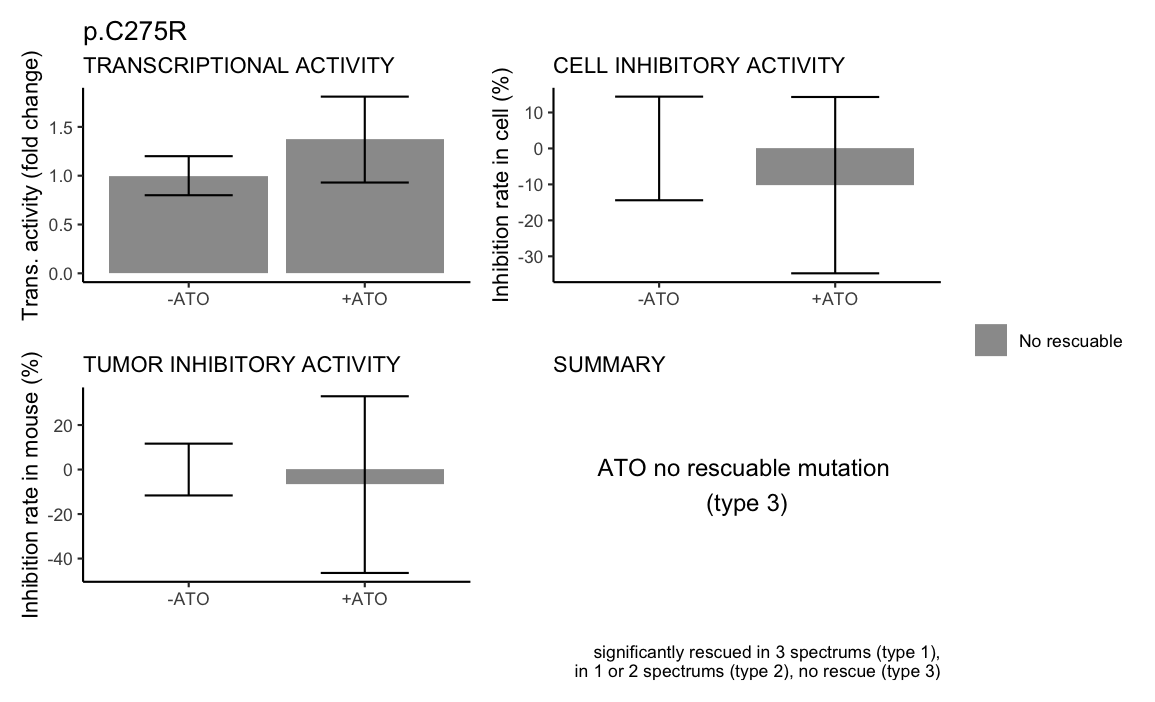 p.C275R
TRANSCRIPTIONAL ACTIVITY
Trans. activity (fold change)
1.5
1.0
0.5
0.0
-ATO
+ATO
CELL INHIBITORY ACTIVITY
Inhibition rate in cell (%)
10
0
-10
-20
-30
-ATO
+ATO
No rescuable
TUMOR INHIBITORY ACTIVITY
Inhibition rate in mouse (%)
20
0
-20
-40
-ATO
+ATO
SUMMARY
ATO no rescuable mutation
(type 3)
significantly rescued in 3 spectrums (type 1),
in 1 or 2 spectrums (type 2), no rescue (type 3)